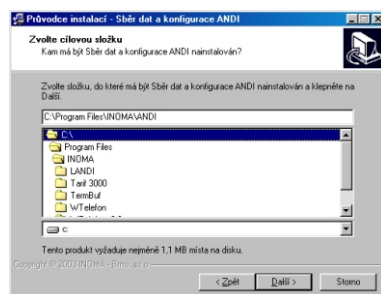 Průvodce instalací - Sběr dat a konfigurace ANDI
Zvolte cílovou složku
Kam má být Sběr dat a konfigurace ANDI nainstalován?
Zvolte složku, do které má být Sběr dat a konfigurace ANDI nainstalován a klepněte na
Další.
C:\Program Files\INOMA\ANDI
C:\
Program Files
INOMA
LANDI
Tarif 3000
TermBuf
WTelefon
c:
Tento produkt vyžaduje nejméně 1,1 MB místa na disku.
Copyright © 2003 INOMA - Brno, s.r.o.
< Zpět
Další >
Storno